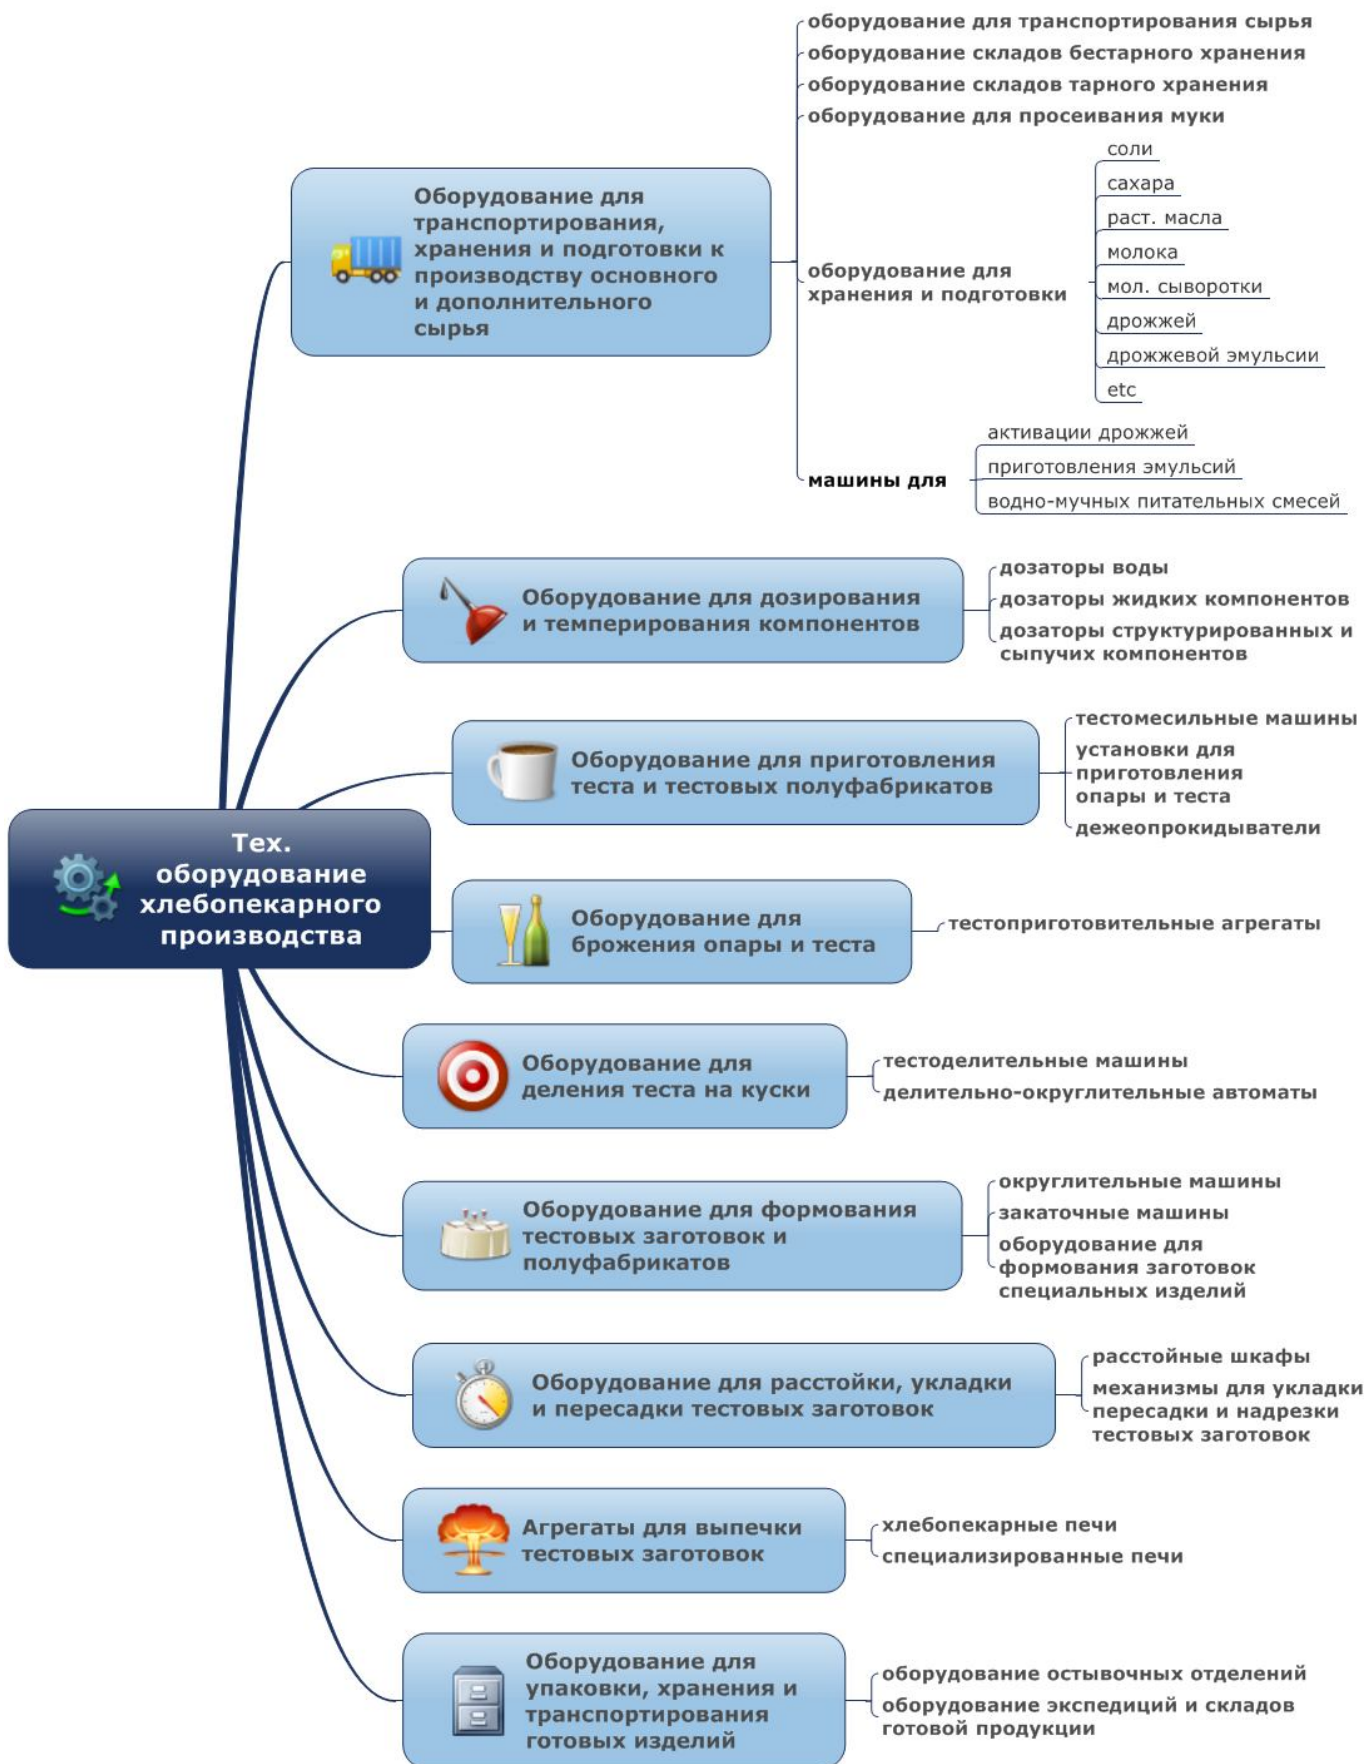 Тех.
оборудование
хлебопекарного
производства
Оборудование для
транспортирования,
хранения и подготовки к
производству основного
и дополнительного
сырья
оборудование для транспортирования сырья
оборудование складов бестарного хранения
оборудование складов тарного хранения
оборудование для просеивания муки
оборудование для
хранения и подготовки
соли
сахара
раст. масла
молока
мол. сыворотки
дрожжей
дрожжевой эмульсии
etc
машины для
активации дрожжей
приготовления эмульсий
водно-мучных питательных смесей
Оборудование для дозирования
и темперирования компонентов
дозаторы воды
дозаторы жидких компонентов
дозаторы структурированных и
сыпучих компонентов
Оборудование для приготовления
теста и тестовых полуфабрикатов
тестомесильные машины
установки для
приготовления
опары и теста
дежеопрокидыватели
Оборудование для
брожения опары и теста
тестоприготовительные агрегаты
Оборудование для
деления теста на куски
тестоделительные машины
делительно-округлительные автоматы
Оборудование для формования
тестовых заготовок и
полуфабрикатов
округлительные машины
закаточные машины
оборудование для
формования заготовок
специальных изделий
Оборудование для расстойки, укладки
и пересадки тестовых заготовок
расстойные шкафы
механизмы для укладки
пересадки и надрезки
тестовых заготовок
Агрегаты для выпечки
тестовых заготовок
хлебопекарные печи
специализированные печи
Оборудование для
упаковки, хранения и
транспортирования
готовых изделий
оборудование остывочных отделений
оборудование экспедиций и складов
готовой продукции